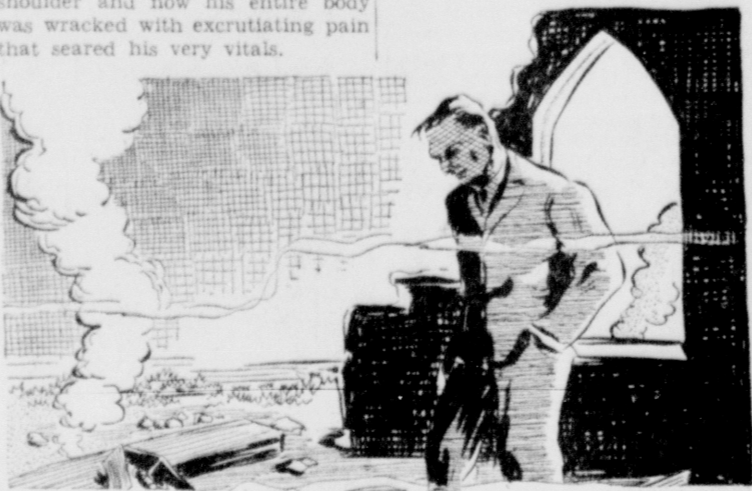 shoulder and now his entire body
was wracked with excrutiating pain
that seared his very vitals.